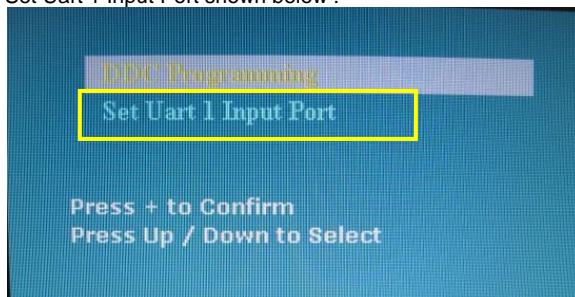 Set Uart 1 Input Port shown below :
DDC Programming
Set Uart 1 Input Port
Press + to Confirm
Press Up / Down to Select